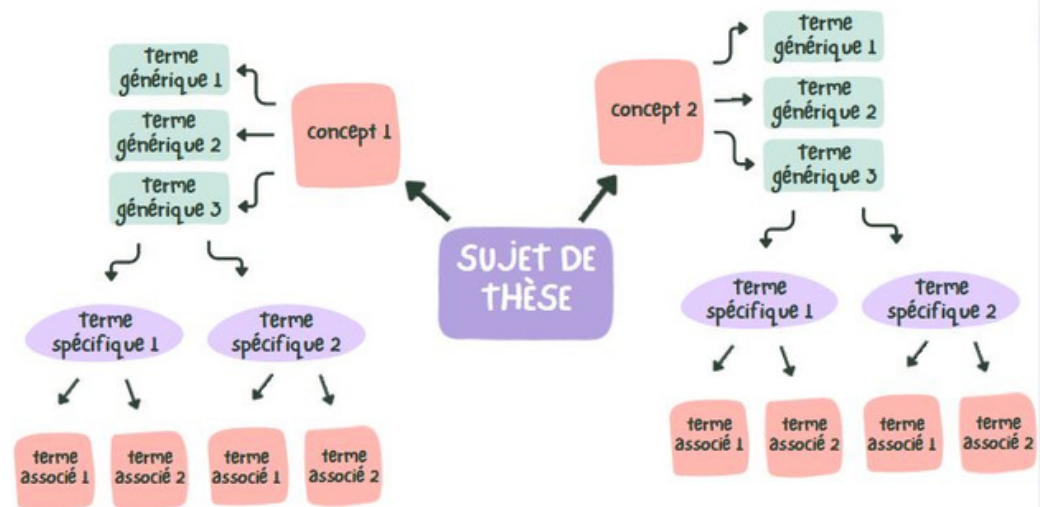 terme
générique 1
terme
générique 2
terme
générique 3
concept 1
terme
spécifique 1
terme
spécifique 2
terme
associé 1
terme
associé 2
terme
associé 1
terme
associé 2
SUJET DE
THÈSE
concept 2
terme
générique 1
terme
générique 2
terme
générique 3
terme
spécifique 1
terme
spécifique 2
terme
associé 1
terme
associé 2
terme
associé 1
terme
associé 2